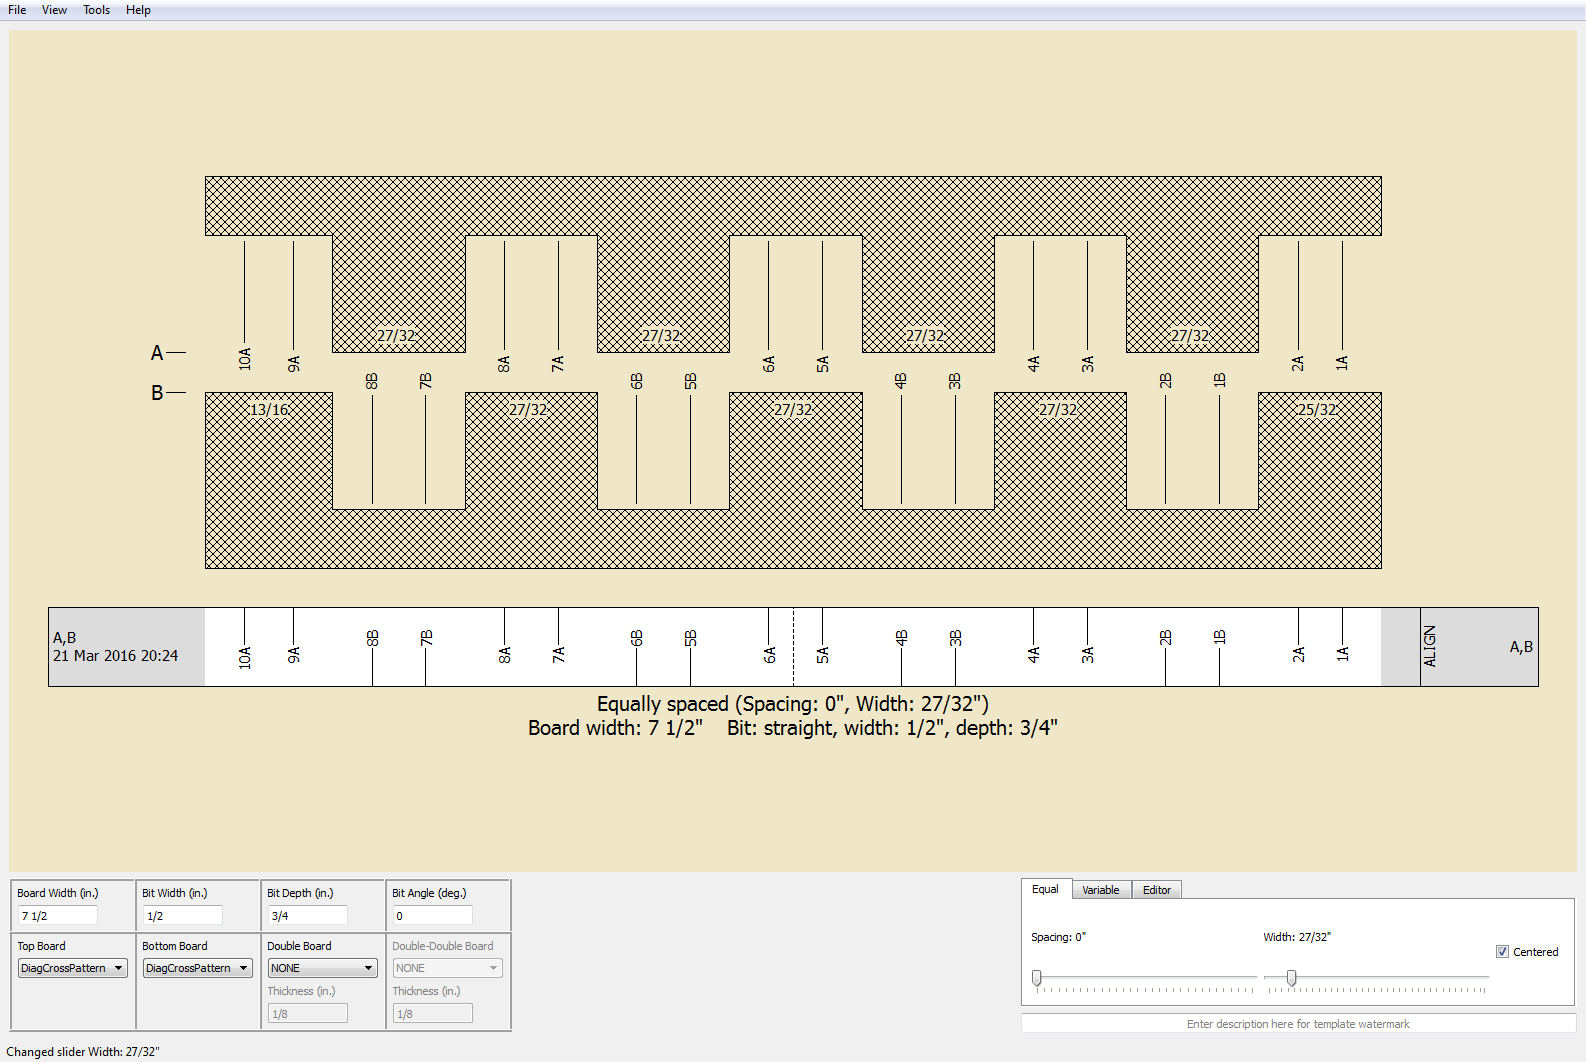 File View Tools Help
27/32 27/32 27/32 27/32
A 10A 9A 8A 7A 6A 5A 4A 3A 2A 1A
8B 7B 6B 5B 4B 3B 2B 1B
B
13/16 27/32 27/32 27/32 25/32
A,B
21 Mar 2016 20:24
10A 9A 8B 7B 8A 7A 6B 5B 6A 5A 4B 3B 4A 3A 2B 1B 2A 1A ALIGN A,B
Equally spaced (Spacing: 0", Width: 27/32")
Board width: 7 1/2" Bit: straight, width: 1/2", depth: 3/4"
Board Width (in.) Bit Width (in.) Bit Depth (in.) Bit Angle (deg.)
7 1/2 1/2 3/4 0
Top Board Bottom Board Double Board Double-Double Board
DiagCrossPattern DiagCrossPattern NONE NONE
Thickness (in.) Thickness (in.)
1/8 1/8
Equal Variable Editor
Spacing: 0" Width: 27/32"
Centered
Enter description here for template watermark
Changed slider Width: 27/32"